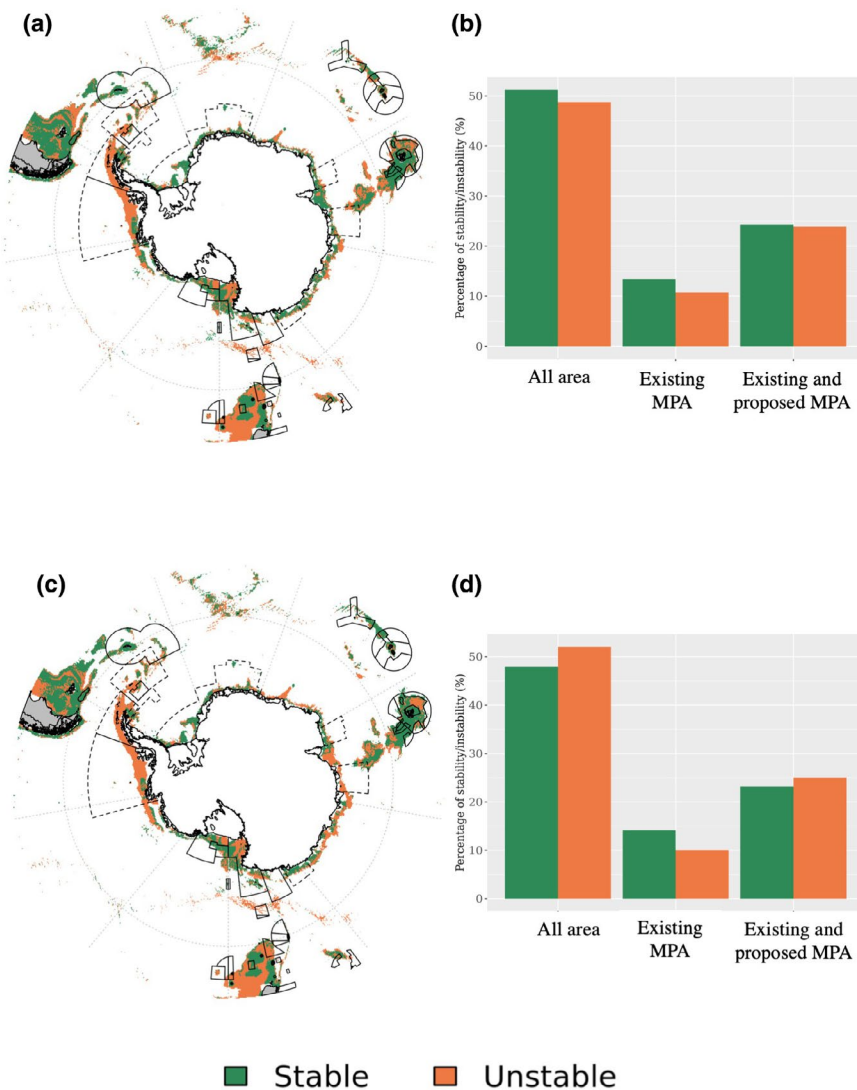 (a)
(b)
Percentage of stability/instability (%)
50
40
30
20
10
0
All area
Existing
MPA
Existing and
proposed MPA
(c)
(d)
Percentage of stability/instability (%)
50
40
30
20
10
0
All area
Existing
MPA
Existing and
proposed MPA
Stable
Unstable